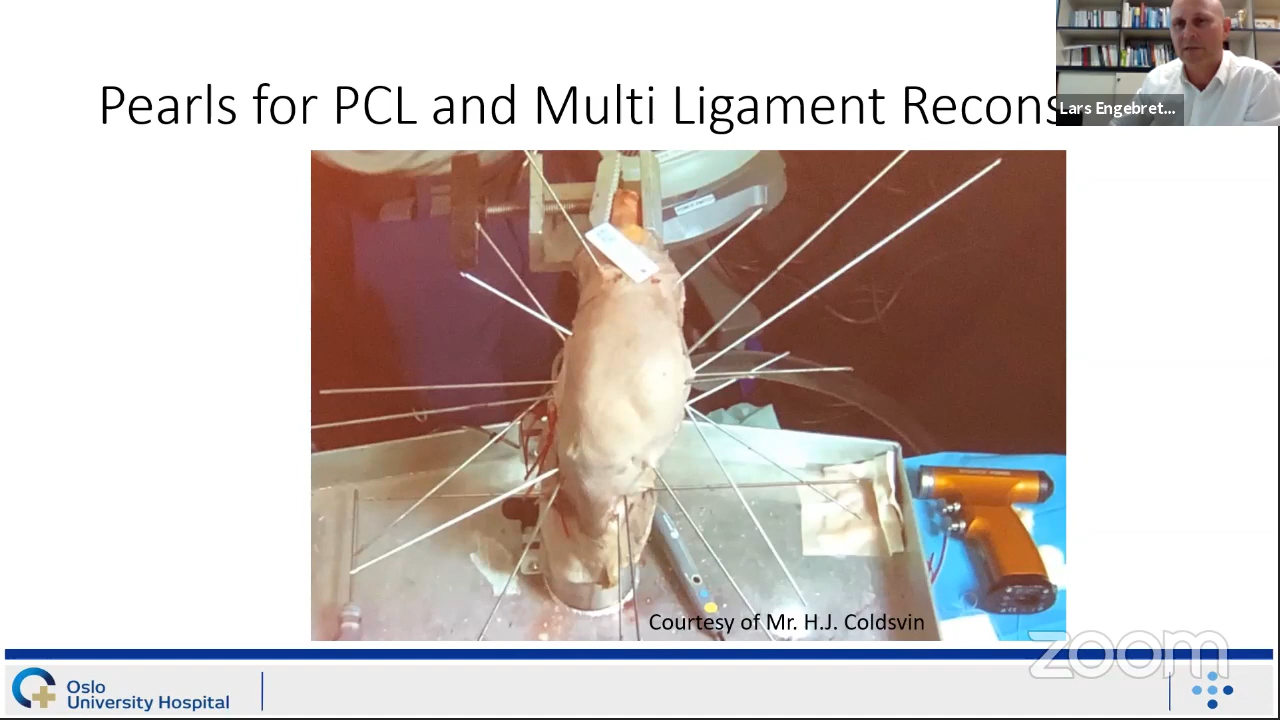 Pearls for PCL and Multi Ligament Recons
Lars Engebret...
Courtesy of Mr. H.J. Coldsvin
zoom
Oslo
University Hospital